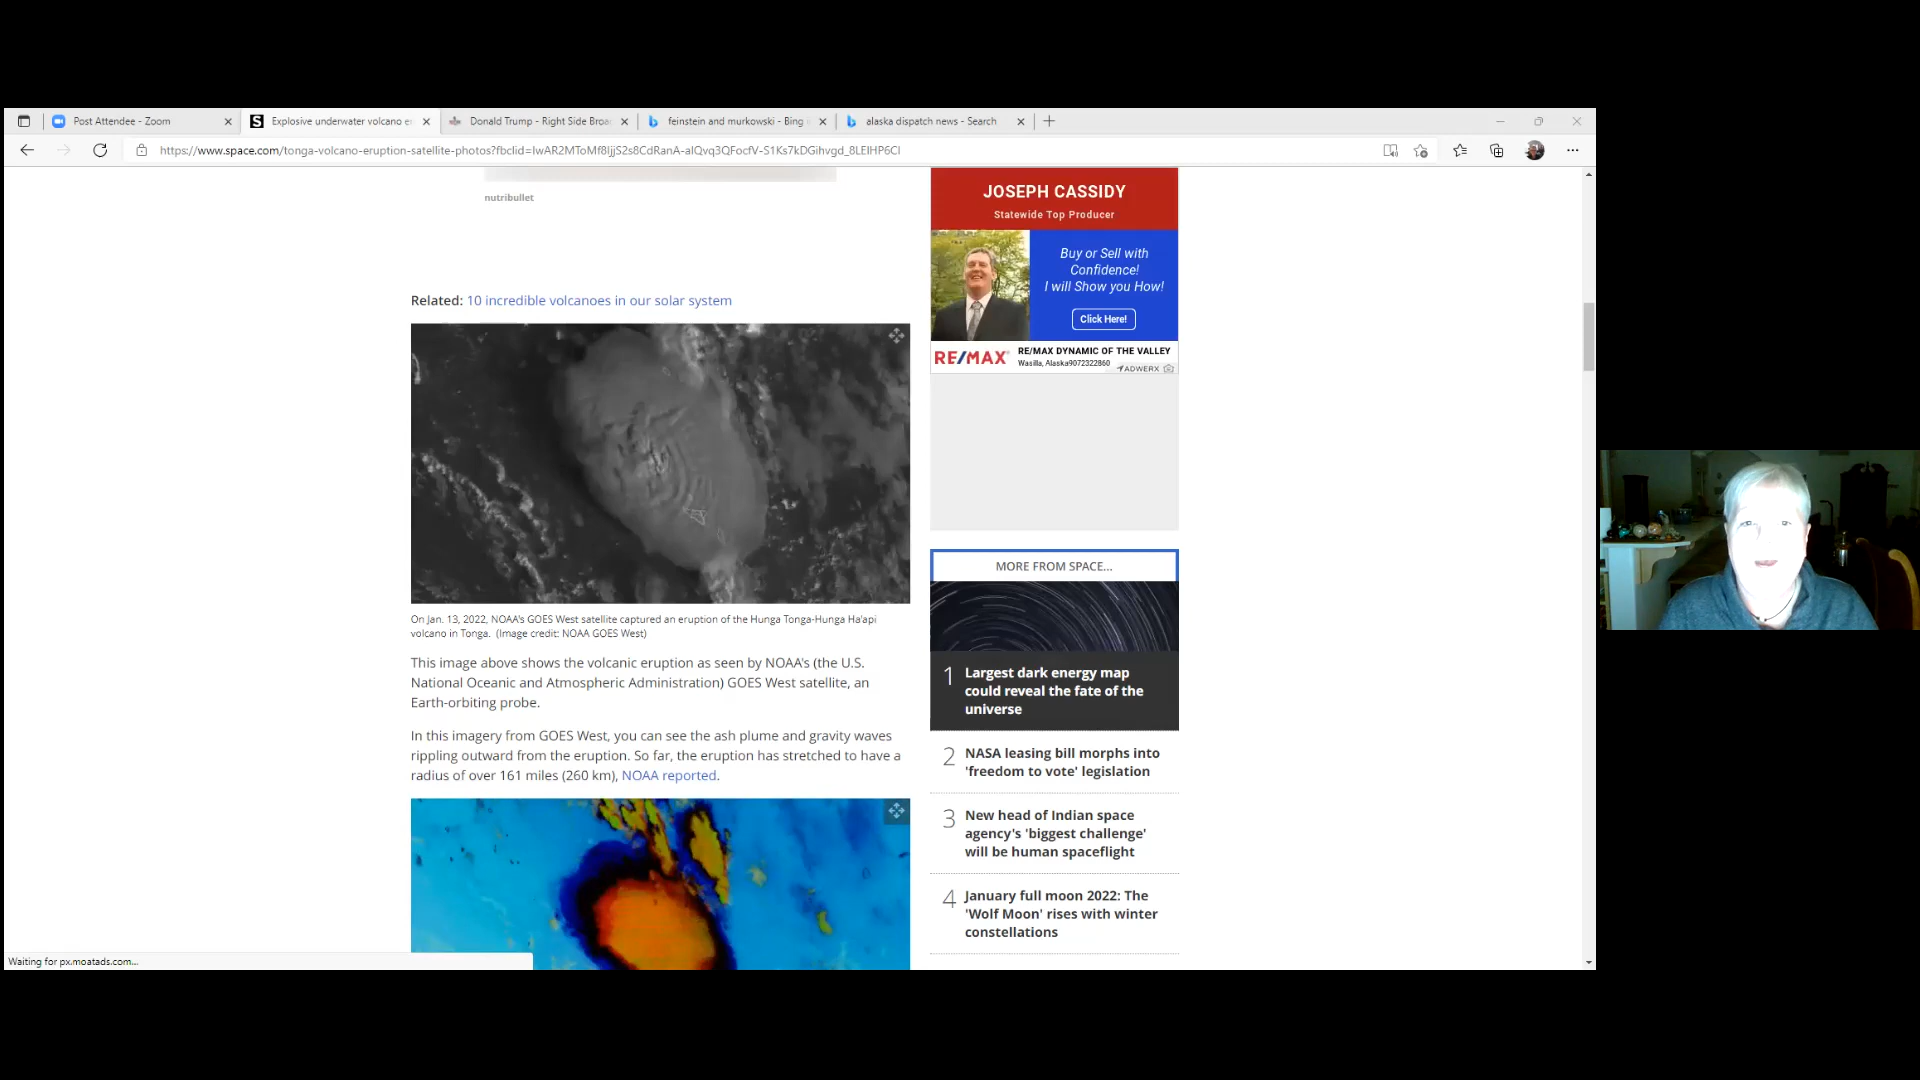 Post Attendee - Zoom
Explosive underwater volcano e
Donald Trump - Right Side Broa
feinstein and murkowski - Bing
alaska dispatch news - Search
https://www.space.com/tonga-volcano-eruption-satellite-photos?fbclid=
nutribullet
Related: 10 incredible volcanoes in our solar system
On Jan. 13, 2022, NOAA's GOES West satellite captured an eruption of the Hunga Tonga-Hunga Ha'apai
volcano in Tonga. (Image credit: NOAA GOES West)
This image above shows the volcanic eruption as seen by NOAA's (the U.S.
National Oceanic and Atmospheric Administration) GOES West satellite, an
Earth-orbiting probe.
In this imagery from GOES West, you can see the ash plume and gravity waves
rippling outward from the eruption. So far, the eruption has stretched to have a
radius of over 161 miles (260 km), NOAA reported.
JOSEPH CASSIDY
Statewide Top Producer
Buy or Sell with
Confidence!
I will Show you How!
Click Here!
RE/MAX
RE/MAX DYNAMIC OF THE VALLEY
Wasilla, Alaska9072322860
ADWERX
MORE FROM SPACE...
1 Largest dark energy map
could reveal the fate of the
universe
2 NASA leasing bill morphs into
'freedom to vote' legislation
3 New head of Indian space
agency's 'biggest challenge'
will be human spaceflight
4 January full moon 2022: The
'Wolf Moon' rises with winter
constellations
Waiting for px.moatads.com...